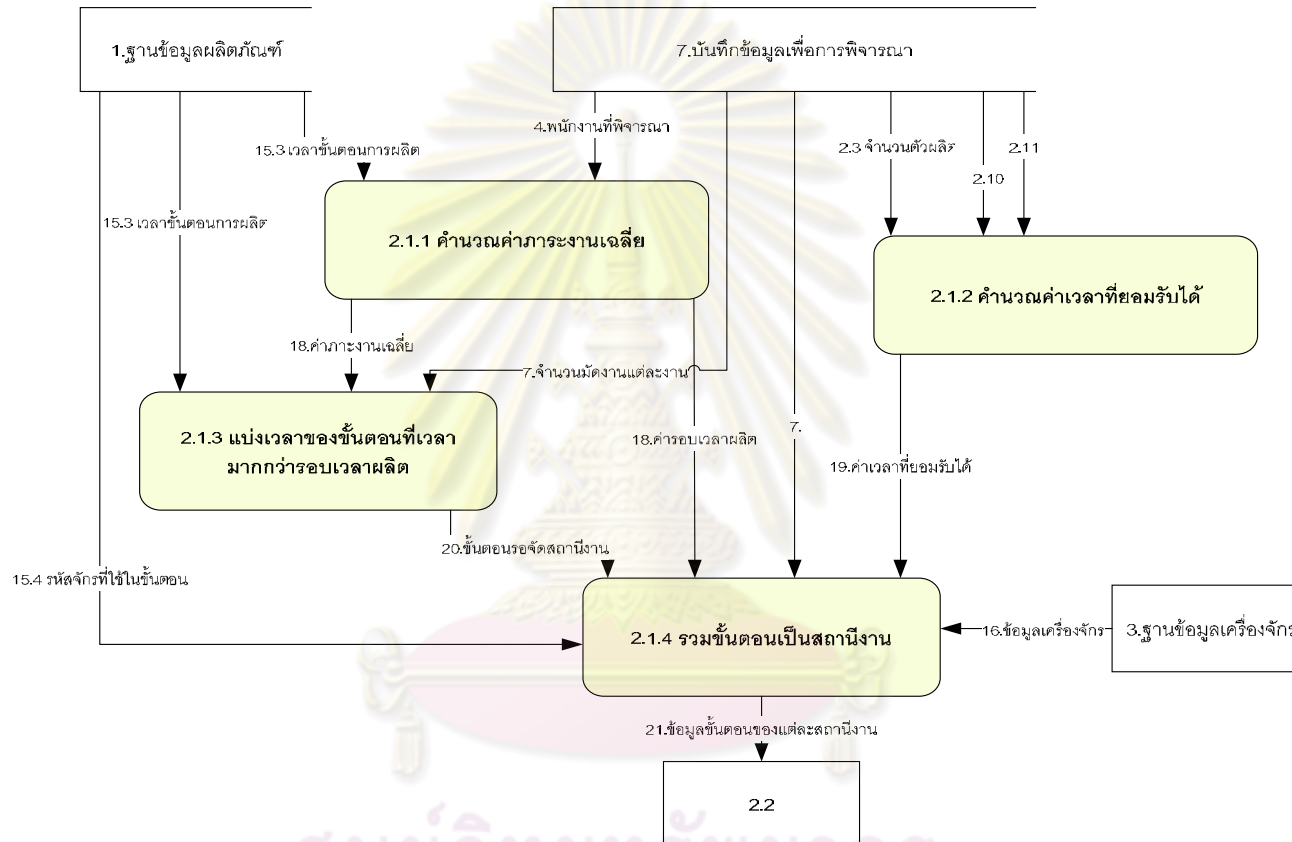 1.ฐานข้อมูลผลิตภัณฑ์
7.บันทึกข้อมูลเพื่อการพิจารณา
4.พนักงานที่พิจารณา
15.3 เวลาขั้นตอนการผลิต
2.3 จำนวนตัวผลิต
2.11
2.10
15.3 เวลาขั้นตอนการผลิต
2.1.1 คำนวณค่าภาระงานเฉลี่ย
2.1.2 คำนวณค่าเวลาที่ยอมรับได้
18.ค่าภาะงานเฉลี่ย
7.จำนวนมัดงานแต่ละงาน
2.1.3 แบ่งเวลาของขั้นตอนที่เวลา
มากกว่ารอบเวลาผลิต
18.ค่ารอบเวลาผลิต
7.
19.ค่าเวลาที่ยอมรับได้
20.ขั้นตอนรอจัดสถานีงาน
15.4 รหัสจักรที่ใช้ในขั้นตอน
2.1.4 รวมขั้นตอนเป็นสถานีงาน
16.ข้อมูลเครื่องจักร
3.ฐานข้อมูลเครื่องจักร
21.ข้อมูลขั้นตอนของแต่ละสถานีงาน
2.2